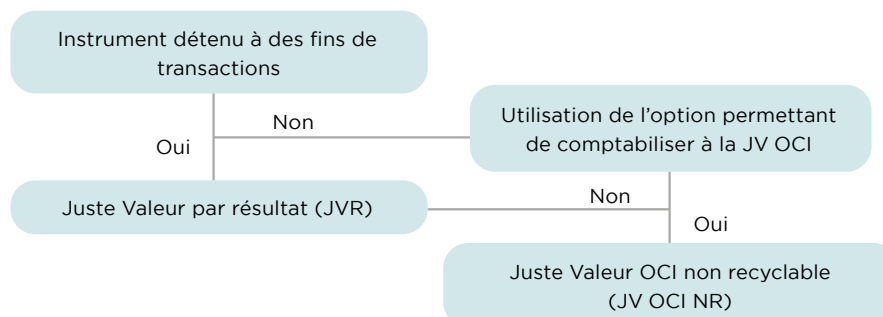 Instrument détenu à des fins de
transactions
Non
Utilisation de l'option permettant
de comptabiliser à la JV OCI
Oui
Juste Valeur par résultat (JVR)
Non
Oui
Juste Valeur OCI non recyclable
(JV OCI NR)